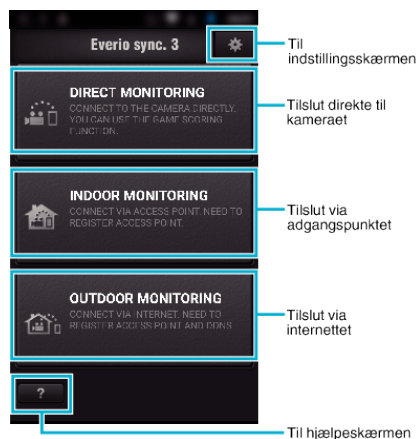 Everio sync. 3
Til
indstillingsskærmen
DIRECT MONITORING
CONNECT TO THE CAMERA DIRECTLY.
YOU CAN USE THE GAME SCORING
FUNCTION.
Tilslut direkte til
kameraet
INDOOR MONITORING
CONNECT VIA ACCESS POINT. NEED TO
REGISTER ACCESS POINT.
Tilslut via
adgangspunktet
OUTDOOR MONITORING
CONNECT VIA INTERNET. NEED TO
REGISTER ACCESS POINT AND DDNS
Tilslut via
internettet
?
Til hjælpeskærmen